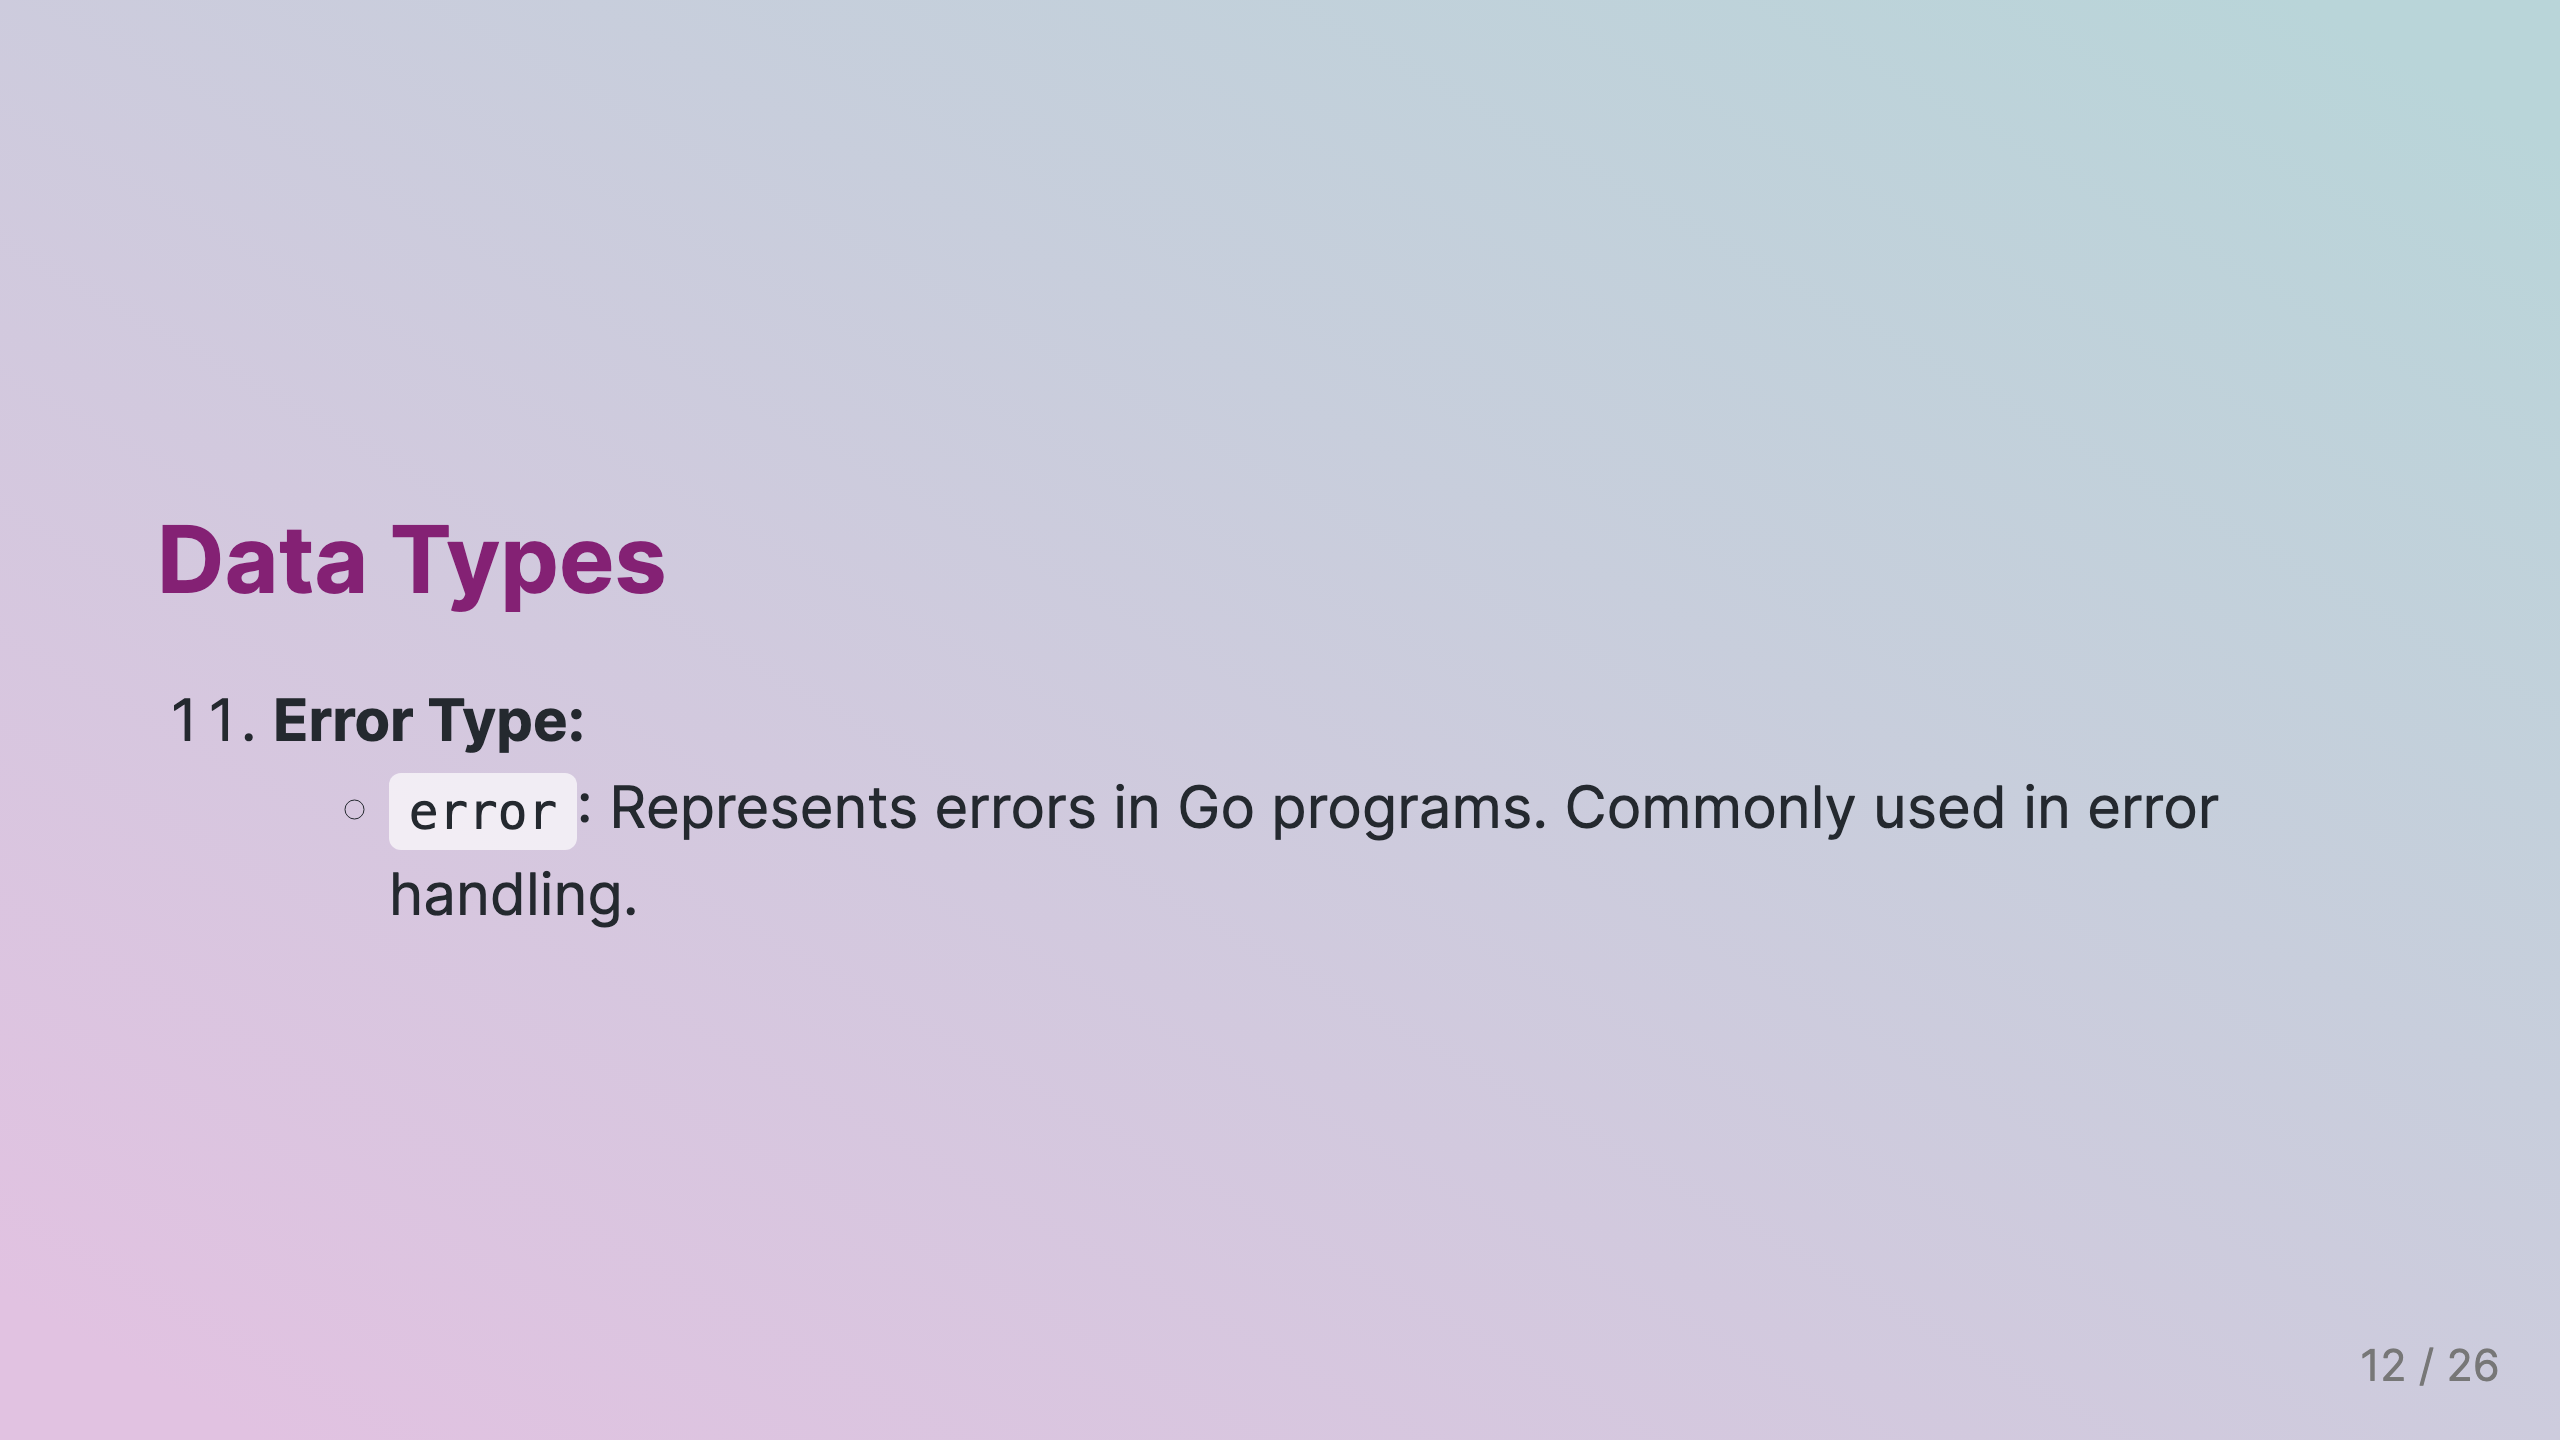 Data Types
11. Error Type:
○ error: Represents errors in Go programs. Commonly used in error
handling.
12 / 26